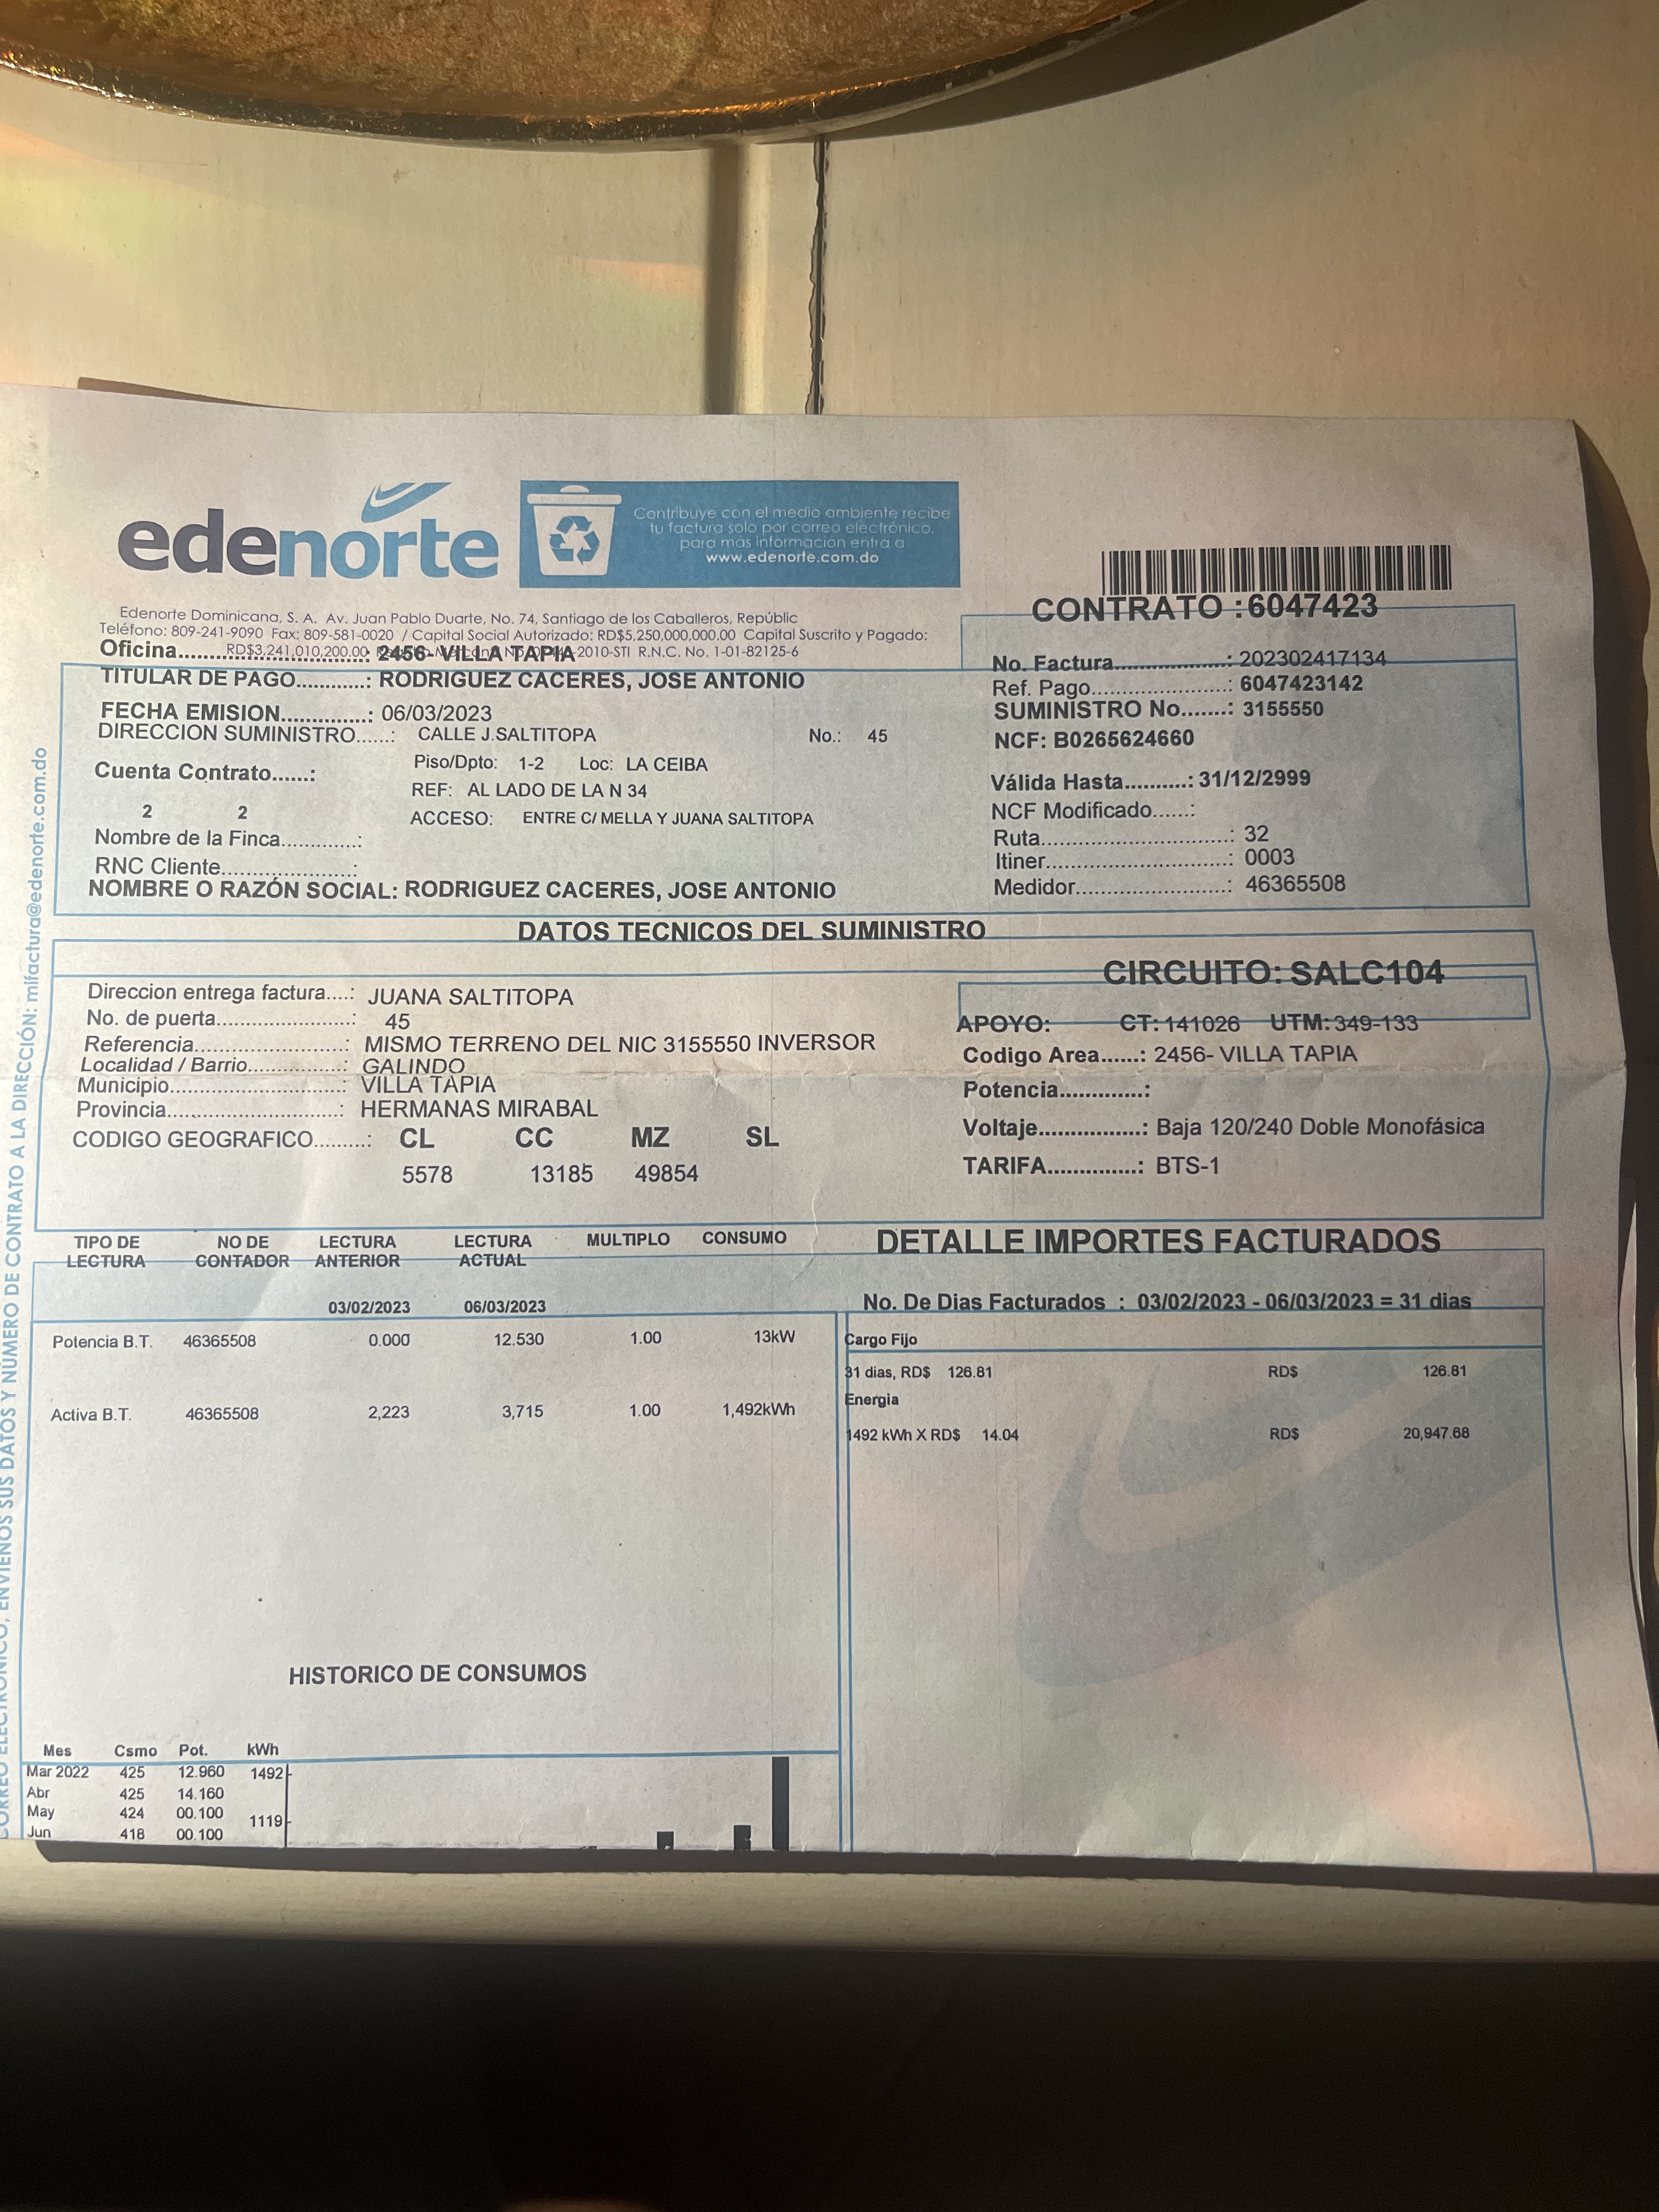 edenorte
Contribuye con el medio ambiente recibe
tu factura solo por correo electrónico,
para más información entra a
www.edenorte.com.do
Edenorte Dominicana, S. A. Av. Juan Pablo Duarte, No. 74, Santiago de los Caballeros, Repúblic
Teléfono: 809-241-9090 Fax: 809-581-0020 / Capital Social Autorizado: RD$5,250,000,000.00 Capital Suscrito y Pagado:
RD$3,241,010,200.00 2010-STI R.N.C. No. 1-01-82125-6
CONTRATO : 6047423
Oficina..............................: 2456- VILLA TAPIA
TITULAR DE PAGO............: RODRIGUEZ CACERES, JOSE ANTONIO
FECHA EMISION..............: 06/03/2023
DIRECCION SUMINISTRO......: CALLE J.SALTITOPA No.: 45
Piso/Dpto: 1-2 Loc: LA CEIBA
Cuenta Contrato......:
REF: AL LADO DE LA N 34
2 2
ACCESO: ENTRE C/ MELLA Y JUANA SALTITOPA
Nombre de la Finca............:
RNC Cliente.....................:
NOMBRE O RAZÓN SOCIAL: RODRIGUEZ CACERES, JOSE ANTONIO
No. Factura...................: 202302417134
Ref. Pago.......................: 6047423142
SUMINISTRO No.......: 3155550
NCF: B0265624660
Válida Hasta..........: 31/12/2999
NCF Modificado......:
Ruta...............................: 32
Itiner..............................: 0003
Medidor.........................: 46365508
DATOS TECNICOS DEL SUMINISTRO
Direccion entrega factura....: JUANA SALTITOPA
No. de puerta......................: 45
Referencia.........................: MISMO TERRENO DEL NIC 3155550 INVERSOR
Localidad / Barrio................: GALINDO
Municipio............................: VILLA TAPIA
Provincia............................: HERMANAS MIRABAL
CODIGO GEOGRAFICO.........: CL CC MZ SL
5578 13185 49854
CIRCUITO: SALC104
APOYO: CT: 141026 UTM: 349-133
Codigo Area......: 2456- VILLA TAPIA
Potencia.............:
Voltaje................: Baja 120/240 Doble Monofásica
TARIFA..............: BTS-1
TIPO DE LECTURA NO DE CONTADOR LECTURA ANTERIOR LECTURA ACTUAL MULTIPLO CONSUMO
03/02/2023 06/03/2023
Potencia B.T. 46365508 0.000 12.530 1.00 13kW
Activa B.T. 46365508 2,223 3,715 1.00 1,492kWh
DETALLE IMPORTES FACTURADOS
No. De Dias Facturados : 03/02/2023 - 06/03/2023 = 31 dias
Cargo Fijo
31 dias, RD$ 126.81 RD$ 126.81
Energia
1492 kWh X RD$ 14.04 RD$ 20,947.68
HISTORICO DE CONSUMOS
Mes Csmo Pot. kWh
Mar 2022 425 12.960 1492
Abr 425 14.160
May 424 00.100 1119
Jun 418 00.100
CORREO ELECTRÓNICO, ENVIENOS SUS DATOS Y NÚMERO DE CONTRATO A LA DIRECCIÓN: mifactura@edenorte.com.do